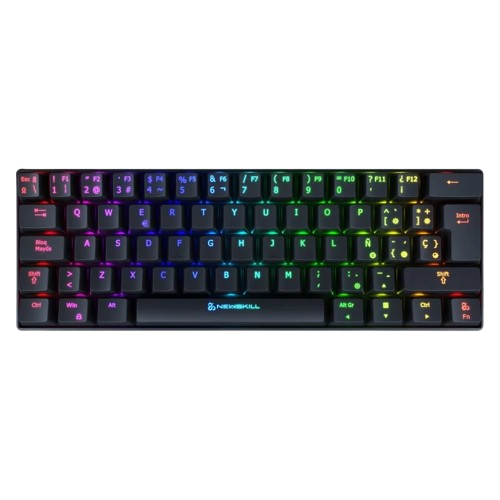 Esc ! F1 " F2 · F3 $ F4 % F5 & F6 / F7 ( F8 ) F9 = F10 ? F11 ¿ F12 ←
º 1 2 @ 3 # 4 ~ 5 6 ¬ 7 8 9 0 ' ¡
Q W E € R T Y U I O P ^ [ * + ] Intro
Bloq Mayús A S D F G H J K L Ñ Ç }
Shift > < Z X C V B N M ; , : . - Shift ⇧
Ctrl Win Alt NEWSKILL Alt Gr Ctrl Fn